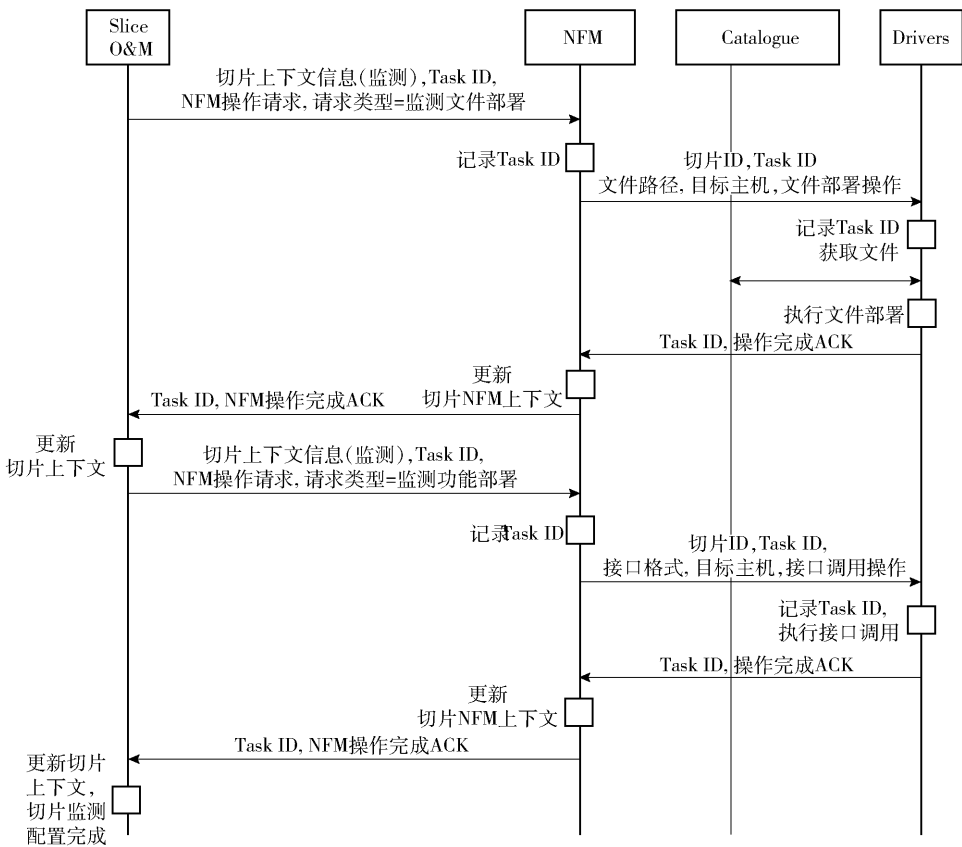 Slice
O&M
NFM
Catalogue
Drivers
切片上下文信息(监测),Task ID,
NFM操作请求,请求类型=监测文件部署
记录Task ID
切片ID,Task ID
文件路径,目标主机,文件部署操作
记录Task ID
获取文件
执行文件部署
Task ID,操作完成ACK
更新
切片NFM上下文
Task ID,NFM操作完成ACK
更新
切片上下文
切片上下文信息(监测),Task ID,
NFM操作请求,请求类型=监测功能部署
记录Task ID
切片ID,Task ID,
接口格式,目标主机,接口调用操作
记录Task ID,
执行接口调用
Task ID,操作完成ACK
更新
切片NFM上下文
Task ID,NFM操作完成ACK
更新切片
上下文,
切片监测
配置完成